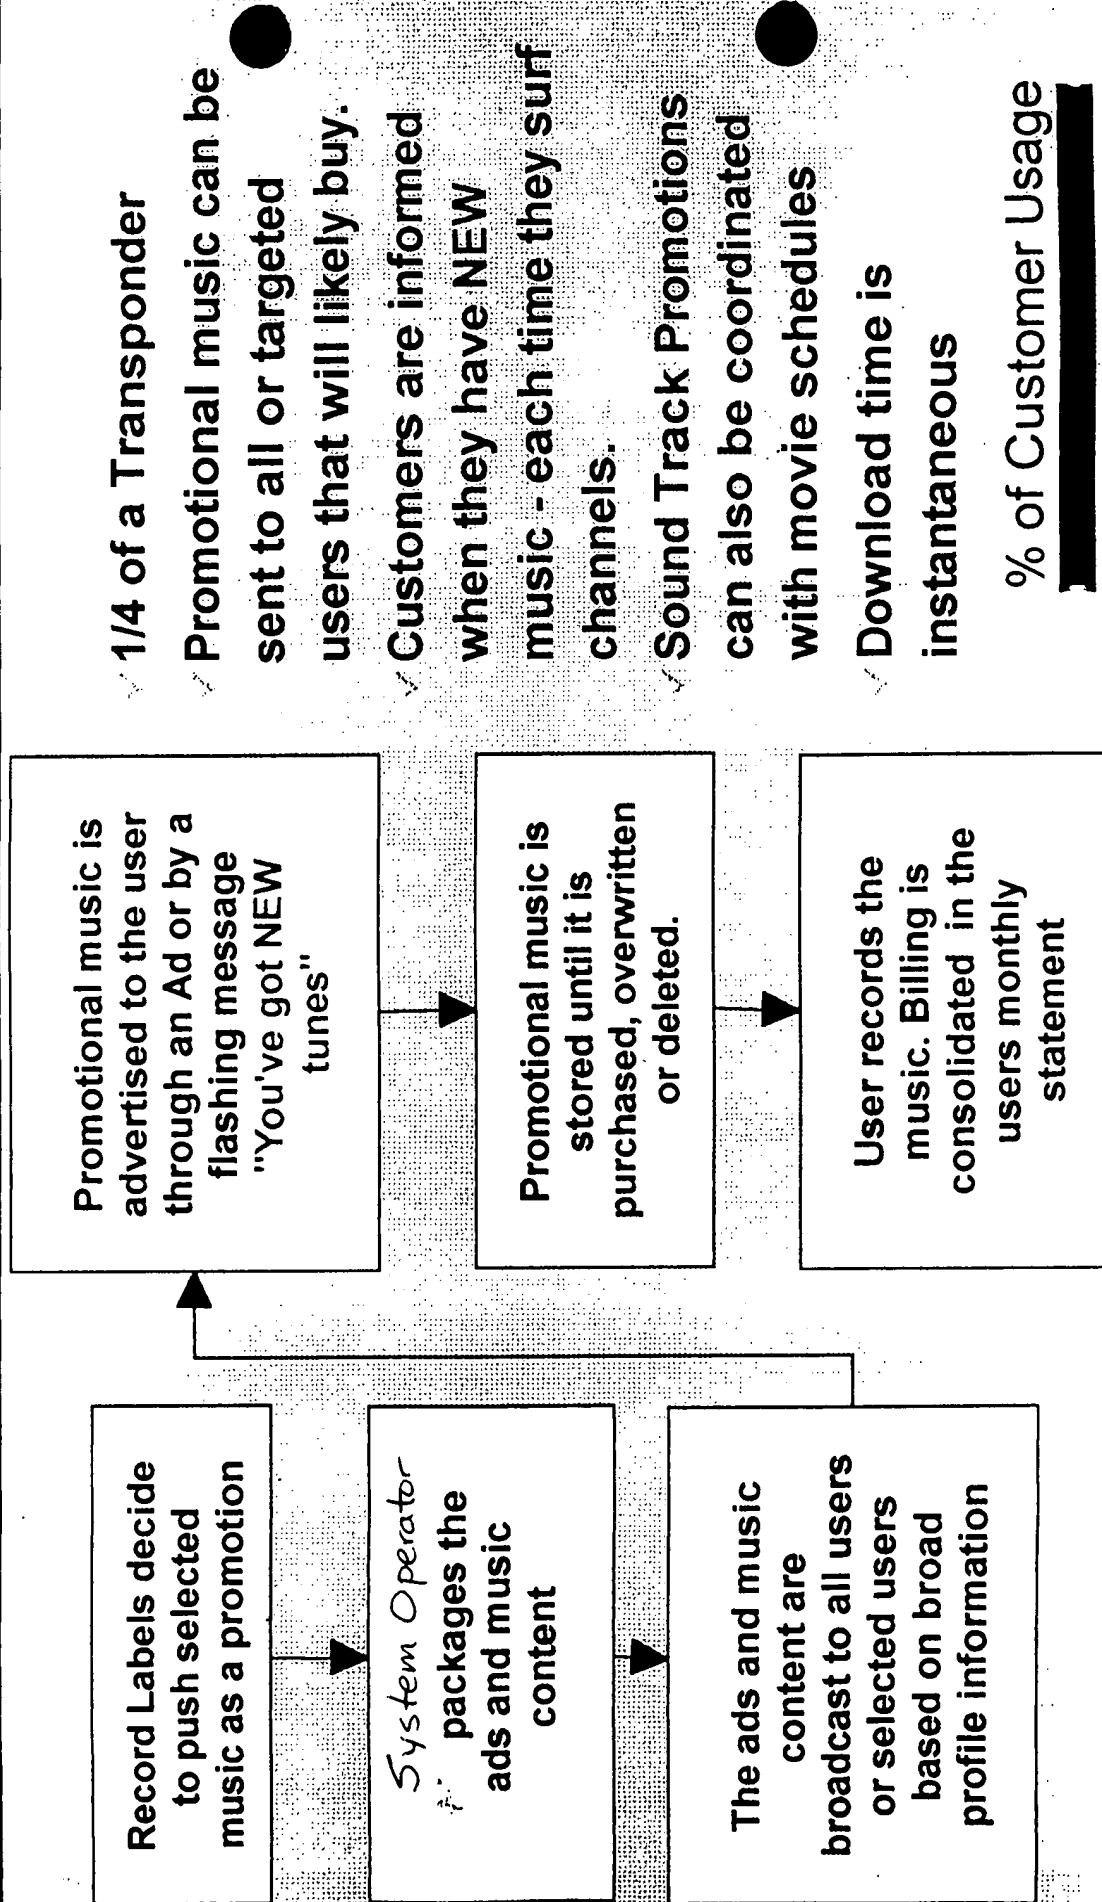 Record Labels decide
to push selected
music as a promotion
System Operator
packages the
ads and music
content
The ads and music
content are
broadcast to all users
or selected users
based on broad
profile information
Promotional music is
advertised to the user
through an Ad or by a
flashing message
"You've got NEW
tunes"
Promotional music is
stored until it is
purchased, overwritten
or deleted.
User records the
music. Billing is
consolidated in the
users monthly
statement
✓ 1/4 of a Transponder
✓ Promotional music can be
sent to all or targeted
users that will likely buy.
✓ Customers are informed
when they have NEW
music - each time they surf
channels.
✓ Sound Track Promotions
can also be coordinated
with movie schedules
✓ Download time is
instantaneous
% of Customer Usage